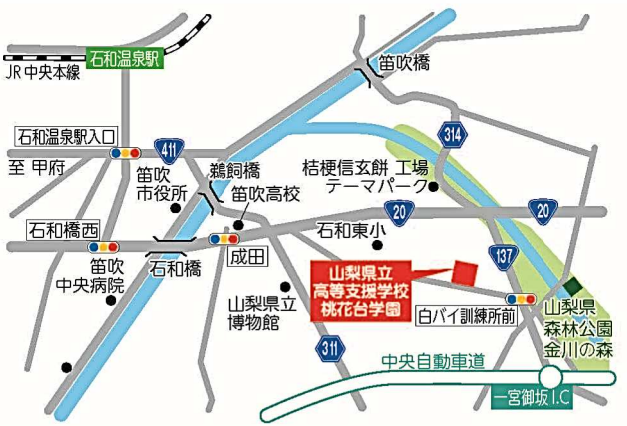 石和温泉駅
JR中央本線
笛吹橋
石和温泉駅入口
411
314
至 甲府
笛吹
市役所
鵜飼橋
笛吹高校
桔梗信玄餅 工場
テーマパーク
20
20
石和橋西
石和橋
成田
石和東小
137
笛吹
中央病院
山梨県立
博物館
山梨県立
高等支援学校
桃花台学園
白バイ訓練所前
山梨県
森林公園
金川の森
311
中央自動車道
一宮御坂I.C